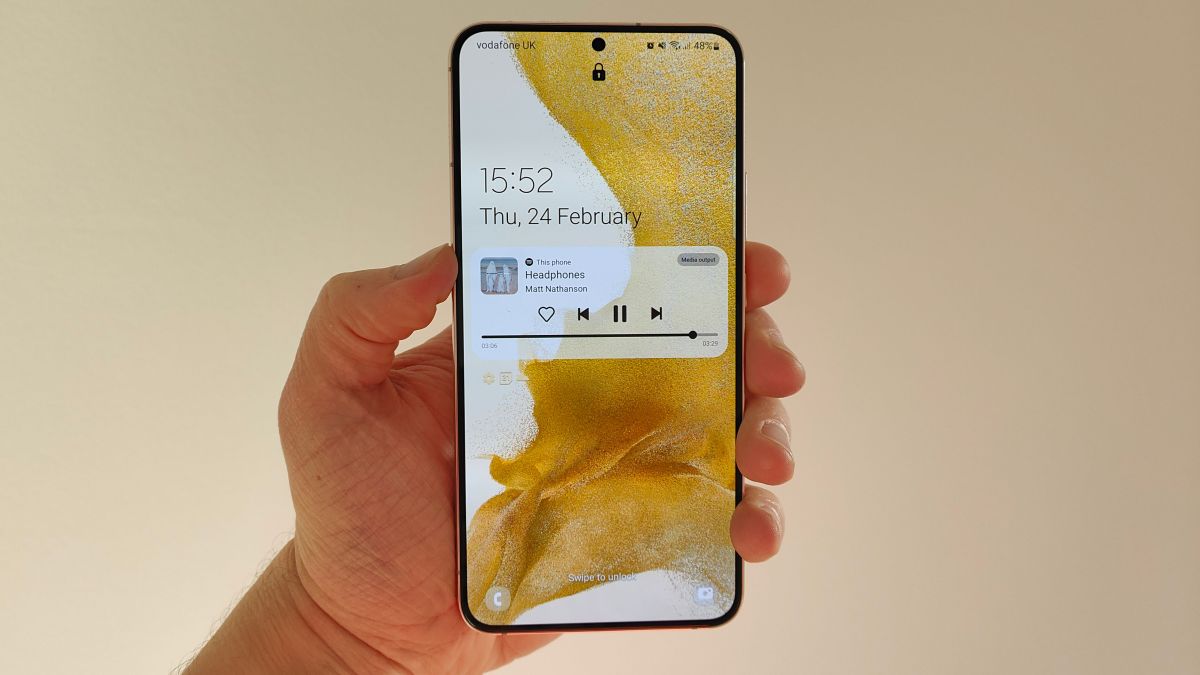 vodafone UK
48%
15:52
Thu, 24 February
This phone
Media output
Headphones
Matt Nathanson
03:06
03:29
Swipe to unlock